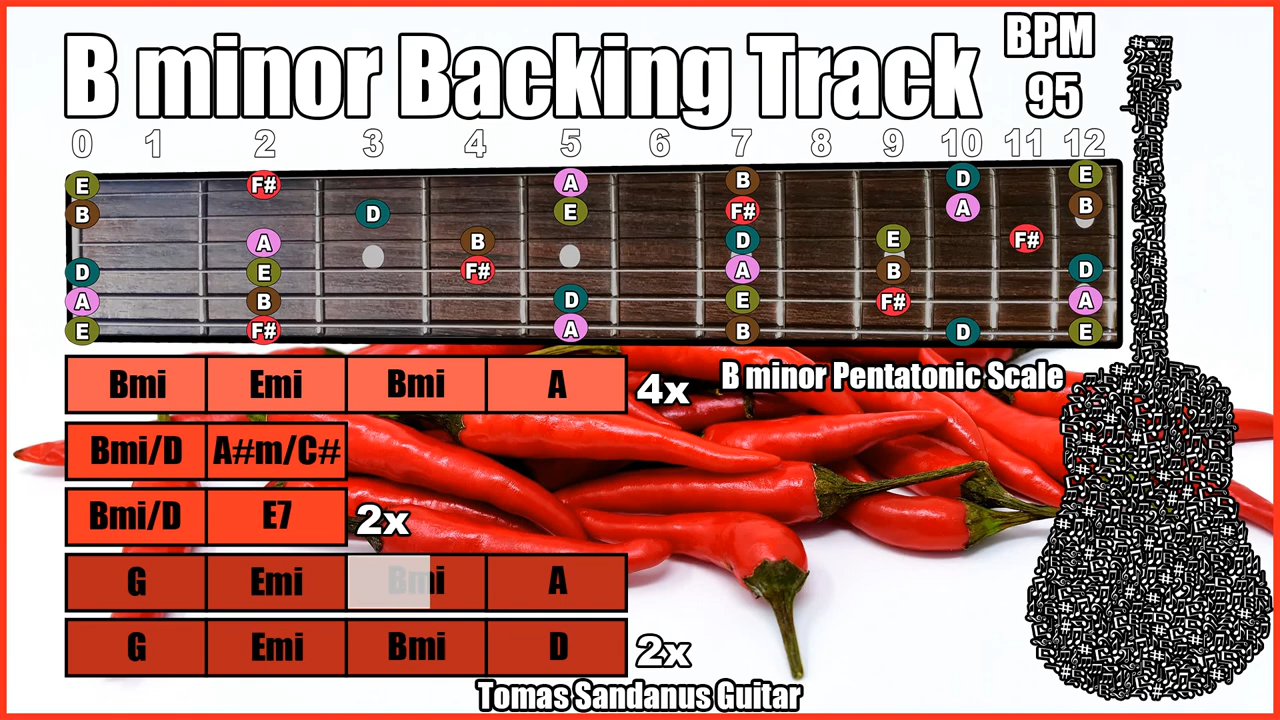 B minor Backing Track
BPM
95
0 1 2 3 4 5 6 7 8 9 10 11 12
E F# A B D E
B D E F# A B
A B D E F#
D E F# A B D
A B D E F# A
E F# A B D E
Bmi Emi Bmi A 4x
B minor Pentatonic Scale
Bmi/D A#m/C#
Bmi/D E7 2x
G Emi Bmi A
G Emi Bmi D 2x
Tomas Sandanus Guitar